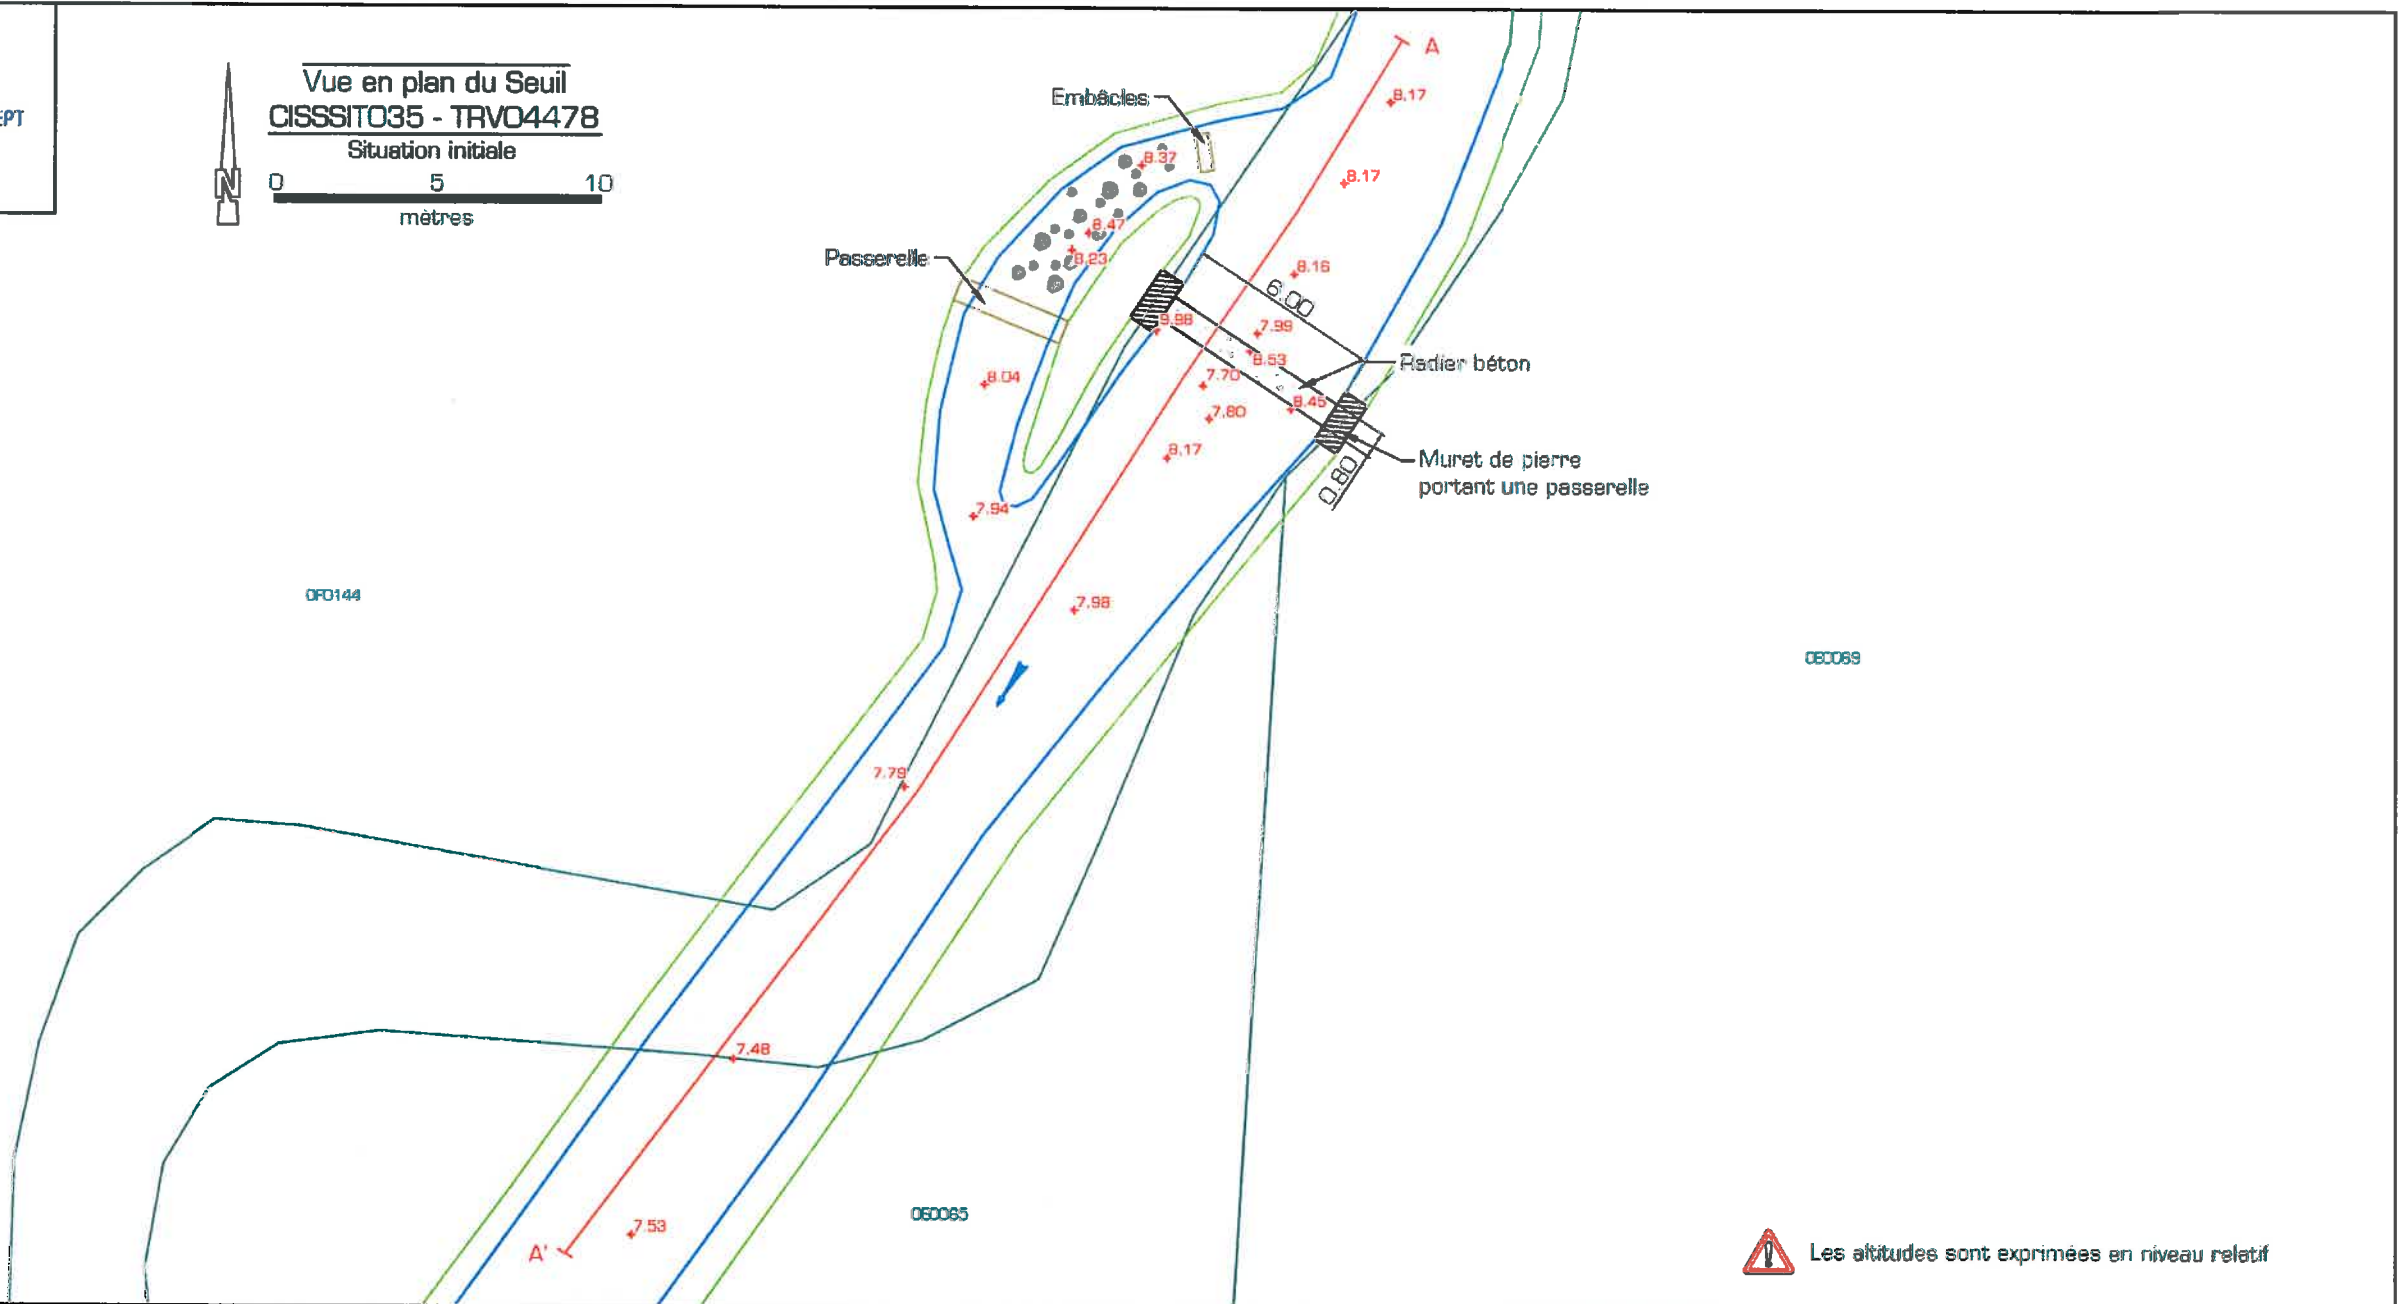 EPT
Vue en plan du Seuil
CISSSITO35 - TRVO4478
Situation initiale
0 5 10
mètres
N
A
8.17
Embâcles
8.37
8.17
8.47
8.23
Passerelle
8.16
6.00
9.98
7.99
8.53
Radier béton
8.04
7.70
7.80
8.45
8.17
Muret de pierre
portant une passerelle
0.80
7.94
0F0144
7.98
0E0069
7.79
7.48
0E0065
7.53
A'
Les altitudes sont exprimées en niveau relatif